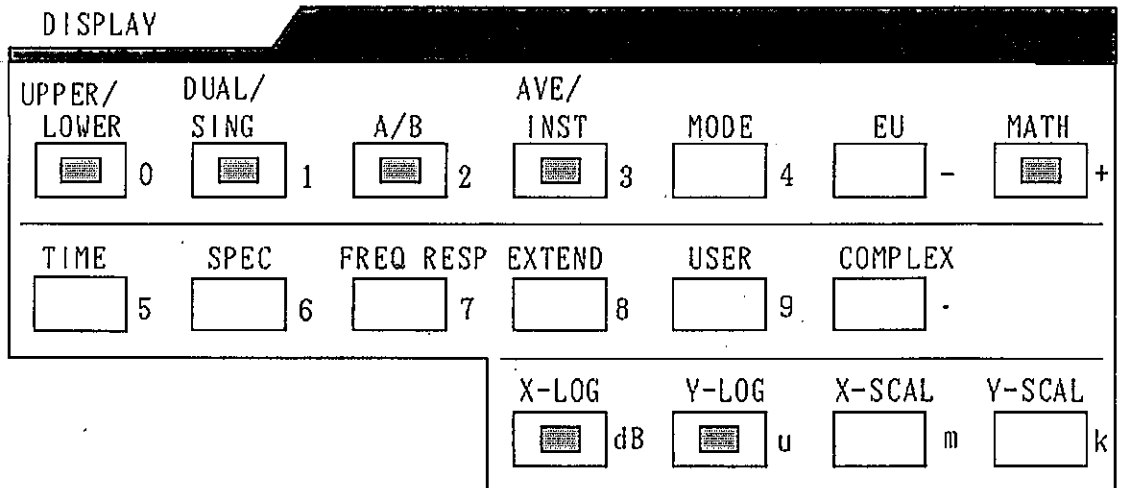 DISPLAY
UPPER/ DUAL/ AVE/
LOWER SING A/B INST MODE EU MATH
0 1 2 3 4 - +
TIME SPEC FREQ RESP EXTEND USER COMPLEX
5 6 7 8 9 .
X-LOG Y-LOG X-SCAL Y-SCAL
dB u m k